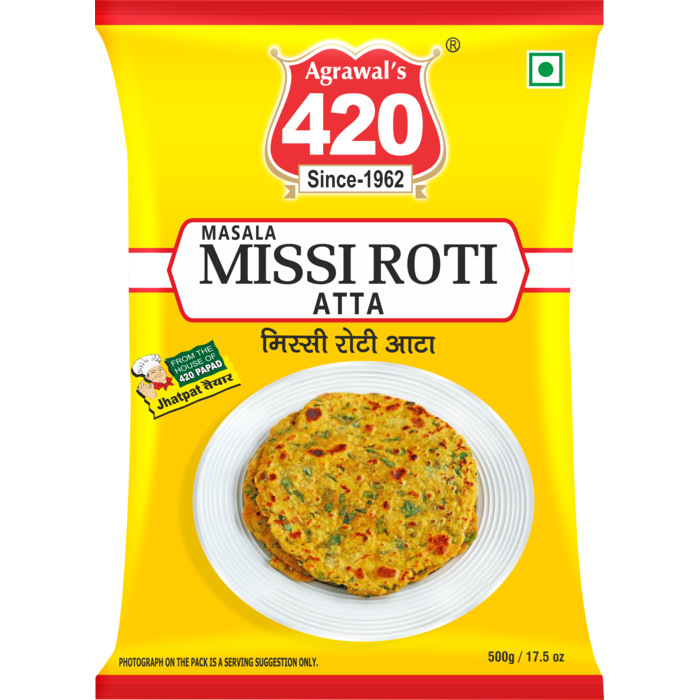 ®
Agrawal's
420
Since-1962
MASALA
MISSI ROTI
ATTA
मिस्सी रोटी आटा
FROM THE
HOUSE OF
420 PAPAD
Jhatpat तैयार
PHOTOGRAPH ON THE PACK IS A SERVING SUGGESTION ONLY.
500g / 17.5 oz